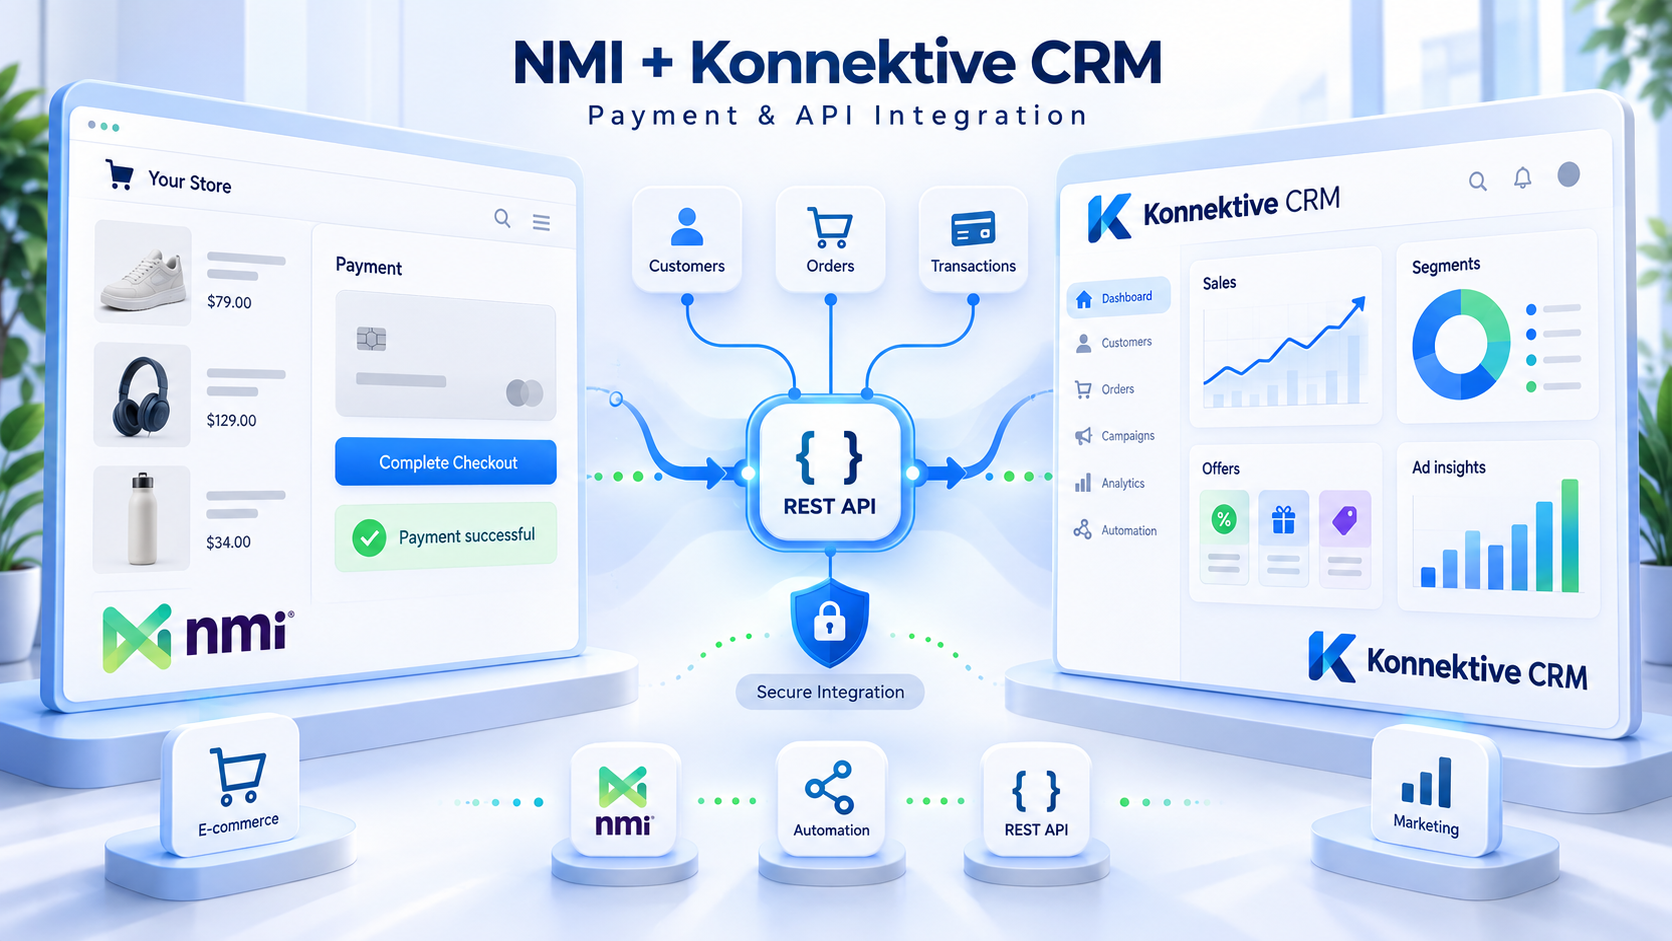 NMI + Konnektive CRM
Payment & API Integration
Your Store
$79.00
$129.00
$34.00
Payment
Complete Checkout
Payment successful
nmi®
Customers
Orders
Transactions
{ }
REST API
Secure Integration
Konnektive CRM
Dashboard
Customers
Orders
Campaigns
Analytics
Automation
Sales
Segments
Offers
%
Ad insights
Konnektive CRM
E-commerce
nmi
Automation
{ }
REST API
Marketing